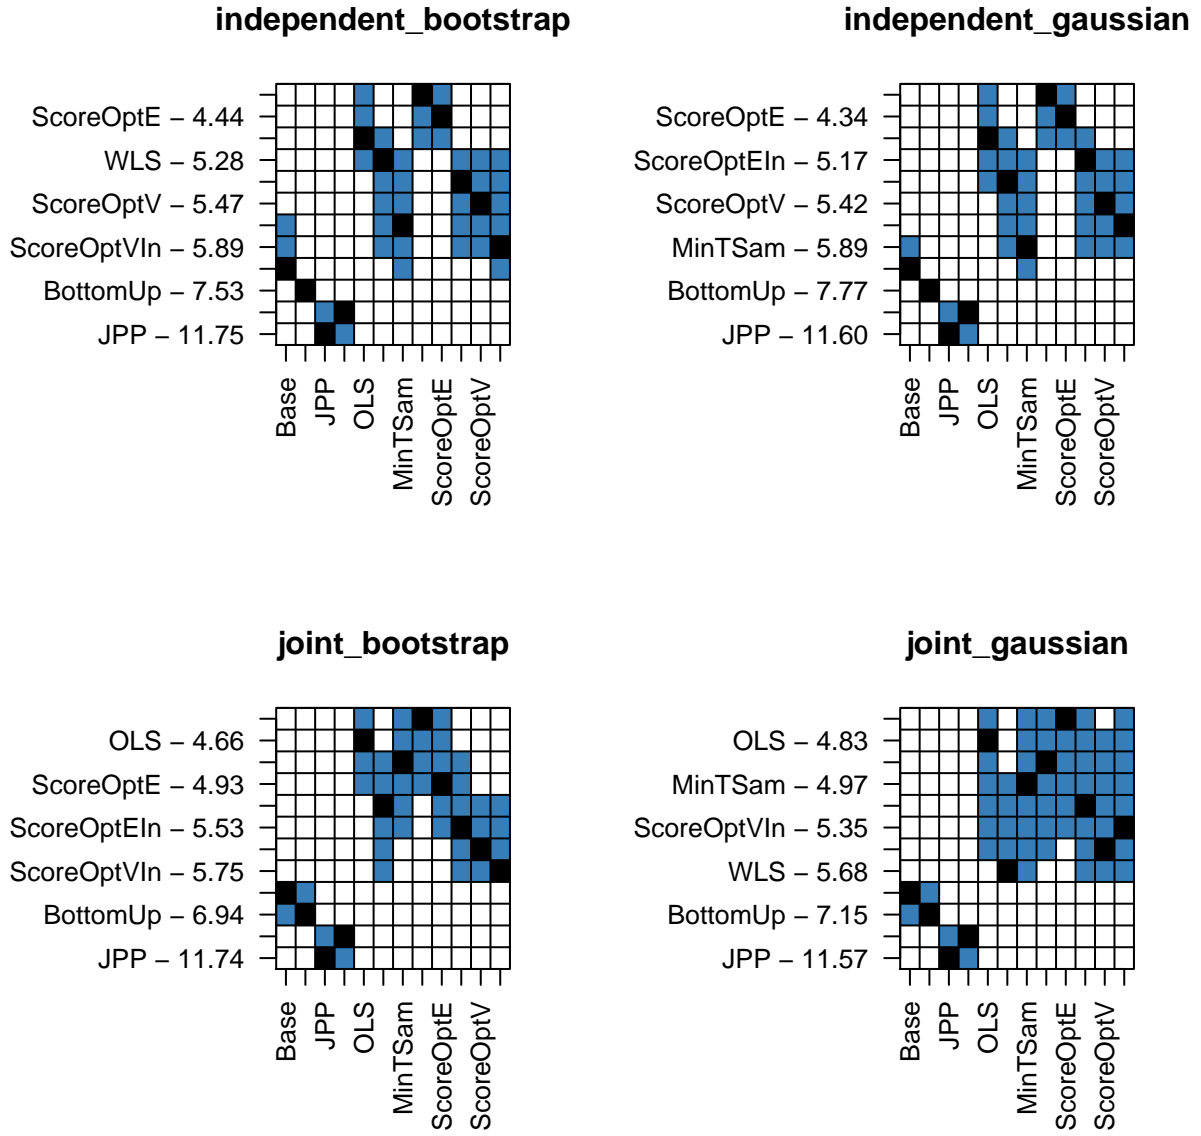 independent_bootstrap
ScoreOptE – 4.44
WLS – 5.28
ScoreOptV – 5.47
ScoreOptVIn – 5.89
BottomUp – 7.53
JPP – 11.75
Base
JPP
OLS
MinTSam
ScoreOptE
ScoreOptV
independent_gaussian
ScoreOptE – 4.34
ScoreOptEIn – 5.17
ScoreOptV – 5.42
MinTSam – 5.89
BottomUp – 7.77
JPP – 11.60
Base
JPP
OLS
MinTSam
ScoreOptE
ScoreOptV
joint_bootstrap
OLS – 4.66
ScoreOptE – 4.93
ScoreOptEIn – 5.53
ScoreOptVIn – 5.75
BottomUp – 6.94
JPP – 11.74
Base
JPP
OLS
MinTSam
ScoreOptE
ScoreOptV
joint_gaussian
OLS – 4.83
MinTSam – 4.97
ScoreOptVIn – 5.35
WLS – 5.68
BottomUp – 7.15
JPP – 11.57
Base
JPP
OLS
MinTSam
ScoreOptE
ScoreOptV